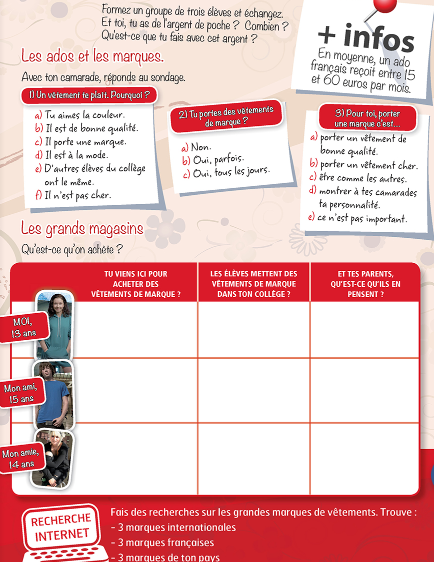 Formez un groupe de trois élèves et échangez.
Et toi, tu as de l'argent de poche ? Combien ?
Qu'est-ce que tu fais avec cet argent ?
+ infos
En moyenne, un ado
français reçoit entre 15
et 60 euros par mois.
Les ados et les marques.
Avec ton camarade, réponds au sondage.
1) Un vêtement te plaît. Pourquoi ?
a) Tu aimes la couleur.
b) Il est de bonne qualité.
c) Il porte une marque.
d) Il est à la mode.
e) D'autres élèves du collège
ont le même.
f) Il n'est pas cher.
2) Tu portes des vêtements
de marque ?
a) Non.
b) Oui, parfois.
c) Oui, tous les jours.
3) Pour toi, porter
une marque c'est...
a) porter un vêtement de
bonne qualité.
b) porter un vêtement cher.
c) être comme les autres.
d) montrer à tes camarades
ta personnalité.
e) ce n'est pas important.
Les grands magasins
Qu'est-ce qu'on achète ?
TU VIENS ICI POUR
ACHETER DES
VÊTEMENTS DE MARQUE ?
LES ÉLÈVES METTENT DES
VÊTEMENTS DE MARQUE
DANS TON COLLÈGE ?
ET TES PARENTS,
QU'EST-CE QU'ILS EN
PENSENT ?
MOI,
13 ans
Mon ami,
15 ans
Mon amie,
14 ans
RECHERCHE
INTERNET
Fais des recherches sur les grandes marques de vêtements. Trouve :
- 3 marques internationales
- 3 marques françaises
- 3 marques de ton pays